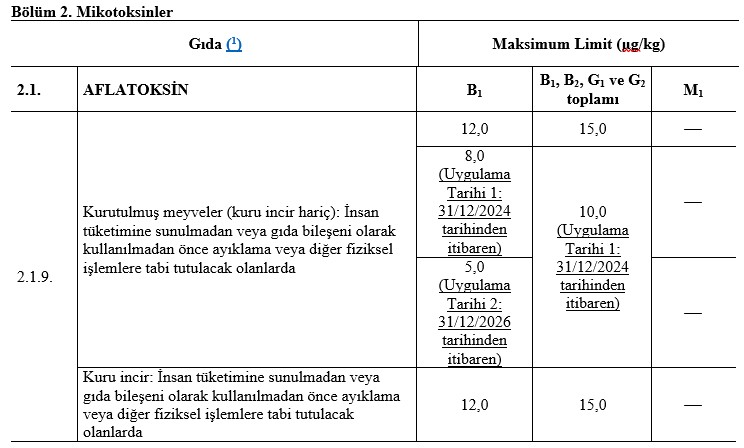 Bölüm 2. Mikotoksinler
Gıda (¹)
Maksimum Limit (µg/kg)
2.1.
AFLATOKSİN
B₁
B₁, B₂, G₁ ve G₂
toplamı
M₁
2.1.9.
Kurutulmuş meyveler (kuru incir hariç): İnsan
tüketimine sunulmadan veya gıda bileşeni olarak
kullanılmadan önce ayıklama veya diğer fiziksel
işlemlere tabi tutulacak olanlarda
12,0
15,0
—
8,0
(Uygulama
Tarihi 1:
31/12/2024
tarihinden
itibaren)
10,0
(Uygulama
Tarihi 1:
31/12/2024
tarihinden
itibaren)
—
5,0
(Uygulama
Tarihi 2:
31/12/2026
tarihinden
itibaren)
—
Kuru incir: İnsan tüketimine sunulmadan veya
gıda bileşeni olarak kullanılmadan önce ayıklama
veya diğer fiziksel işlemlere tabi tutulacak
olanlarda
12,0
15,0
—